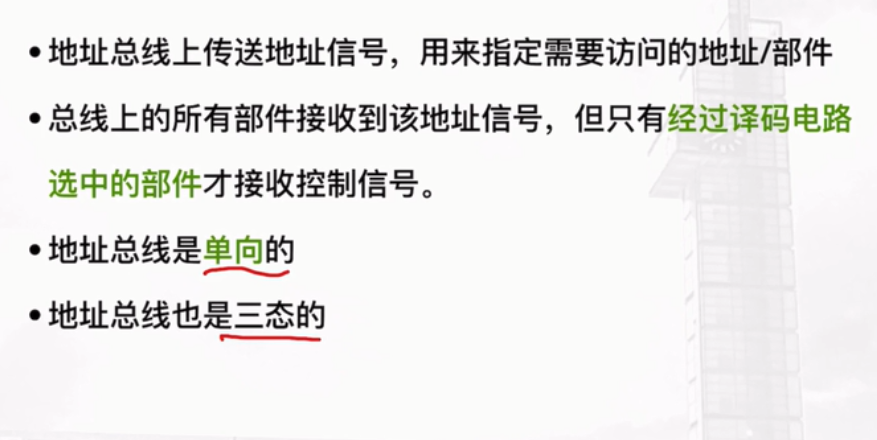 •地址总线上传送地址信号，用来指定需要访问的地址/部件
•总线上的所有部件接收到该地址信号，但只有经过译码电路
选中的部件才接收控制信号。
•地址总线是单向的
•地址总线也是三态的